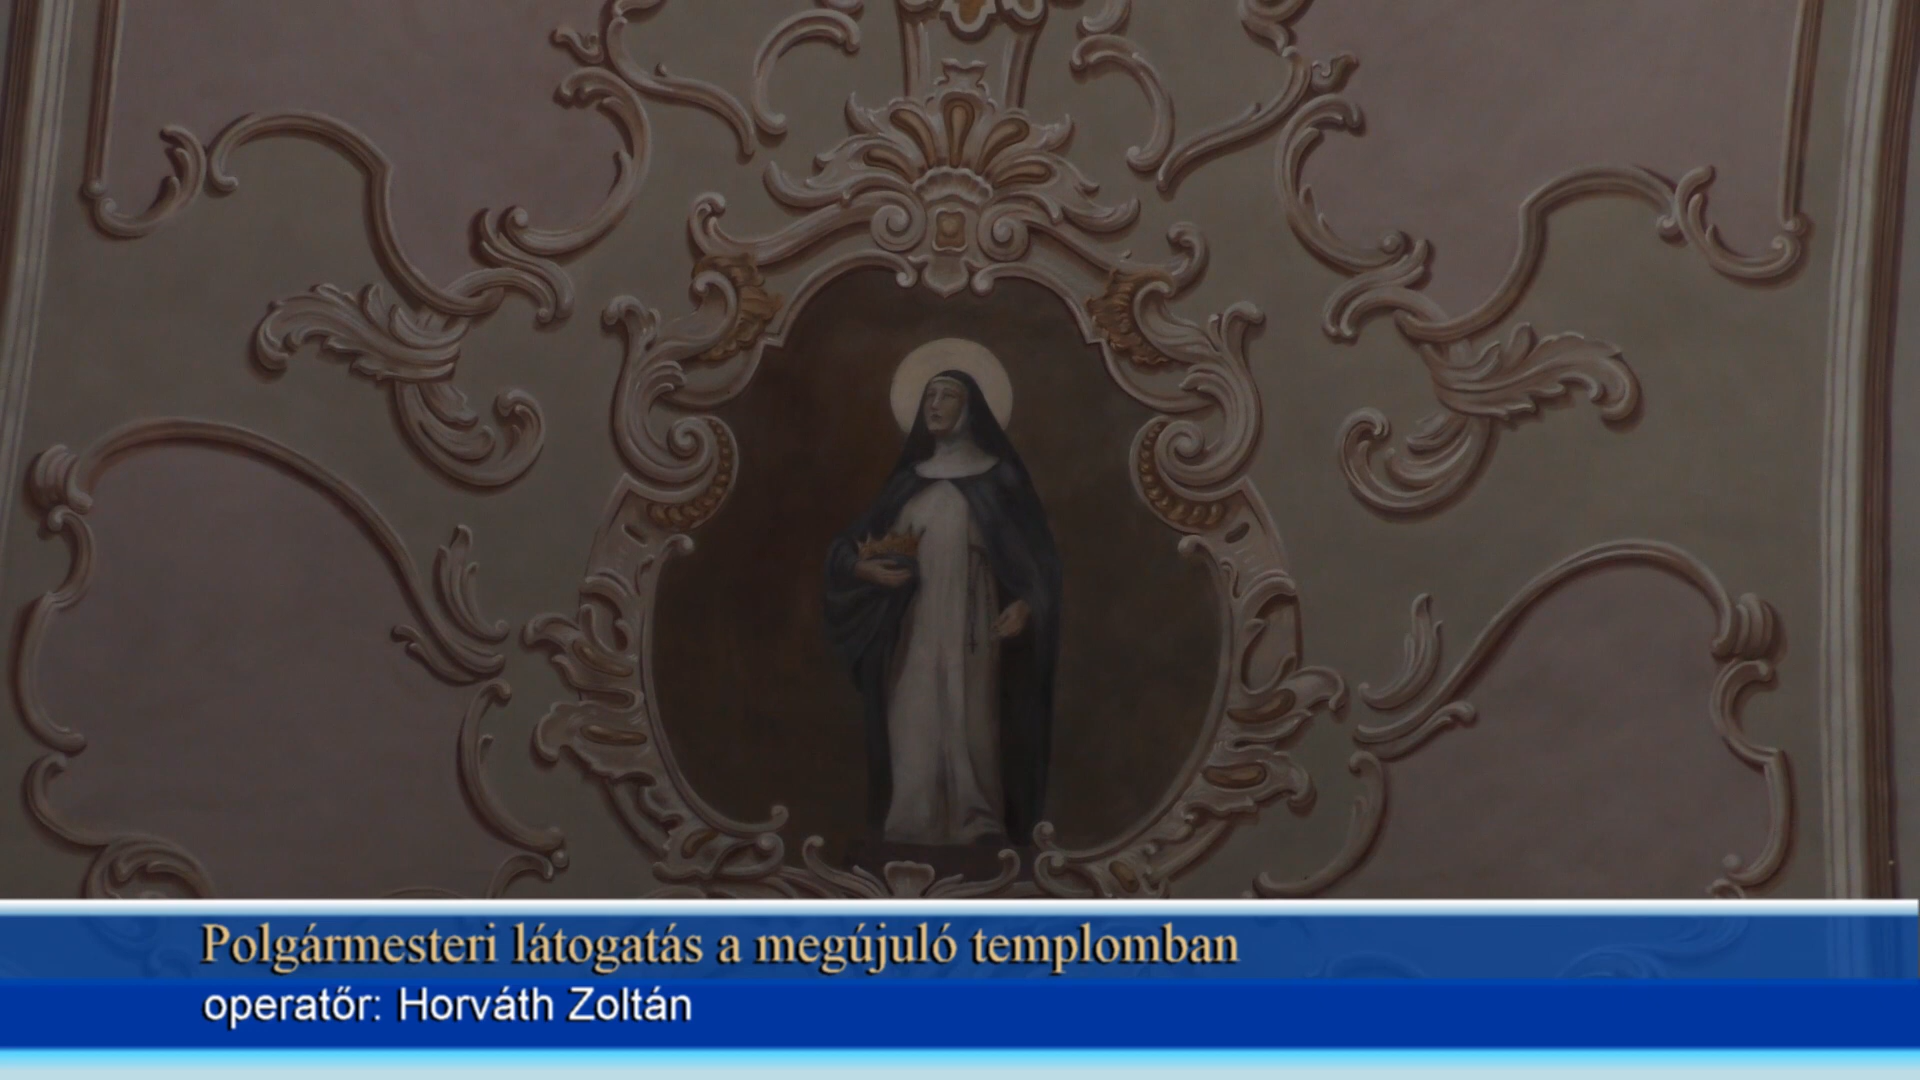 Polgármesteri látogatás a megújuló templomban
operatőr: Horváth Zoltán